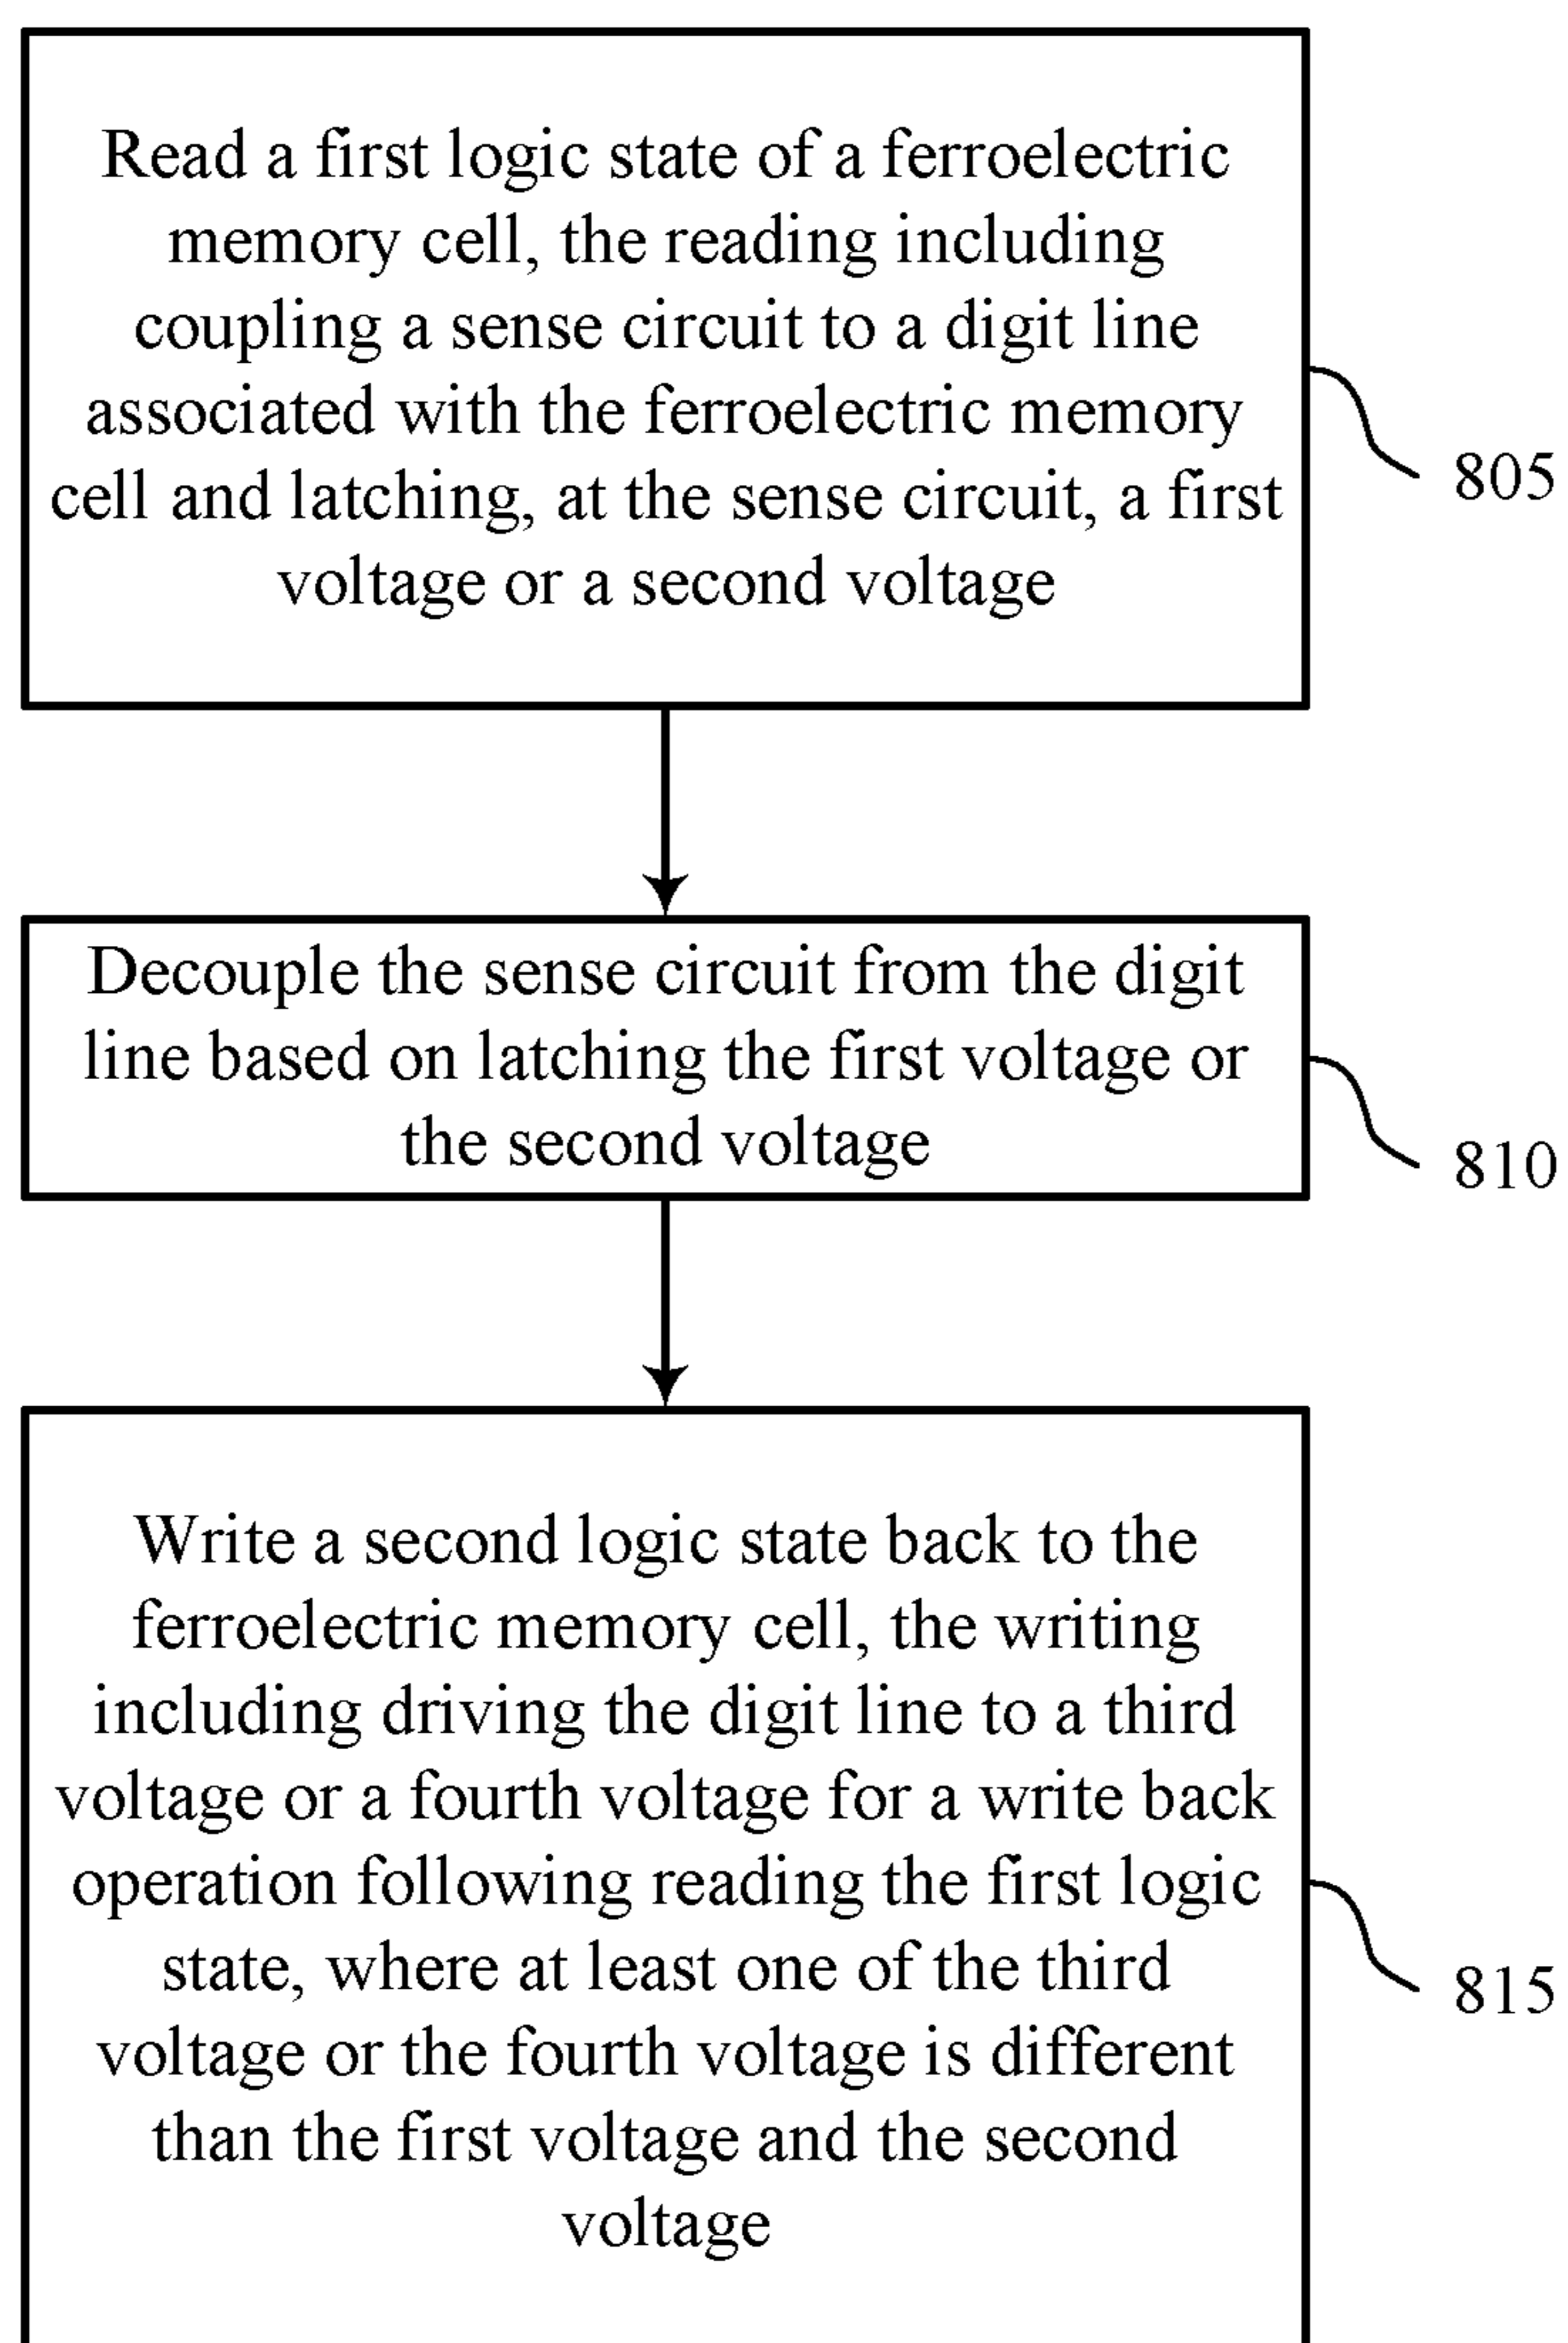 Read a first logic state of a ferroelectric
memory cell, the reading including
coupling a sense circuit to a digit line
associated with the ferroelectric memory
cell and latching, at the sense circuit, a first
voltage or a second voltage
805
Decouple the sense circuit from the digit
line based on latching the first voltage or
the second voltage
810
Write a second logic state back to the
ferroelectric memory cell, the writing
including driving the digit line to a third
voltage or a fourth voltage for a write back
operation following reading the first logic
state, where at least one of the third
voltage or the fourth voltage is different
than the first voltage and the second
voltage
815